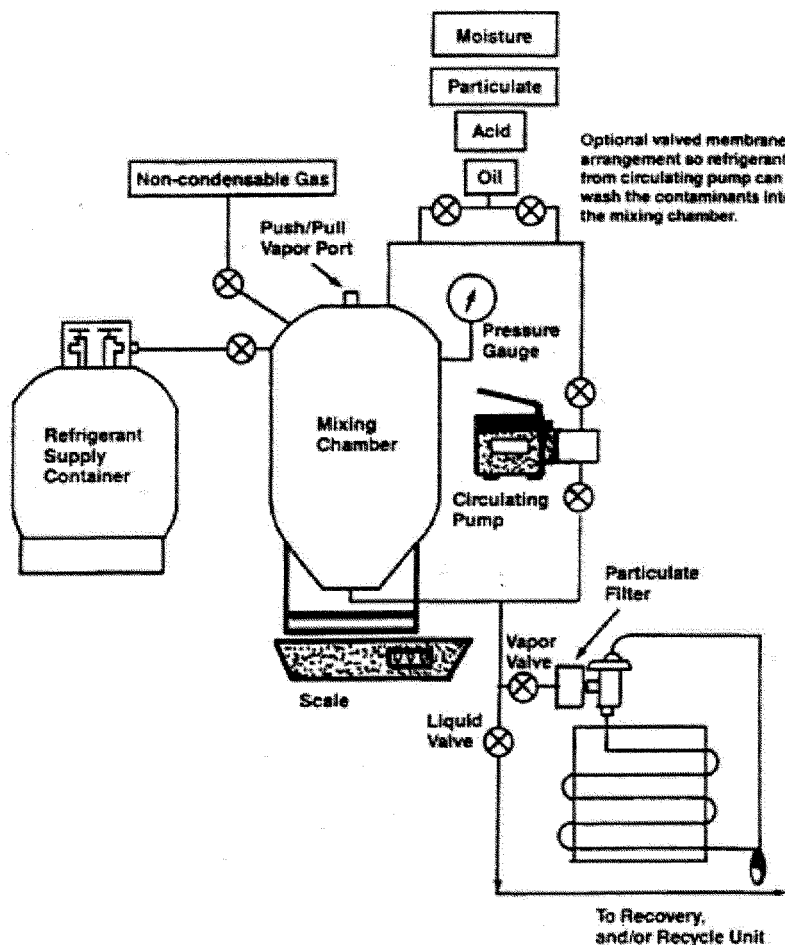 Moisture
Particulate
Acid
Oil
Optional valved membrane
arrangement so refrigerant
from circulating pump can
wash the contaminants into
the mixing chamber.
Non-condensable Gas
Push/Pull
Vapor Port
Pressure
Gauge
Refrigerant
Supply
Container
Mixing
Chamber
Circulating
Pump
Particulate
Filter
Vapor
Valve
Scale
Liquid
Valve
To Recovery,
and/or Recycle Unit